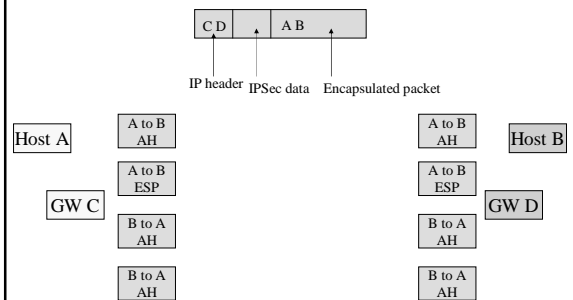 C D
A B
IP header
IPSec data
Encapsulated packet
Host A
A to B
AH
A to B
AH
Host B
A to B
ESP
A to B
ESP
GW C
GW D
B to A
AH
B to A
AH
B to A
AH
B to A
AH